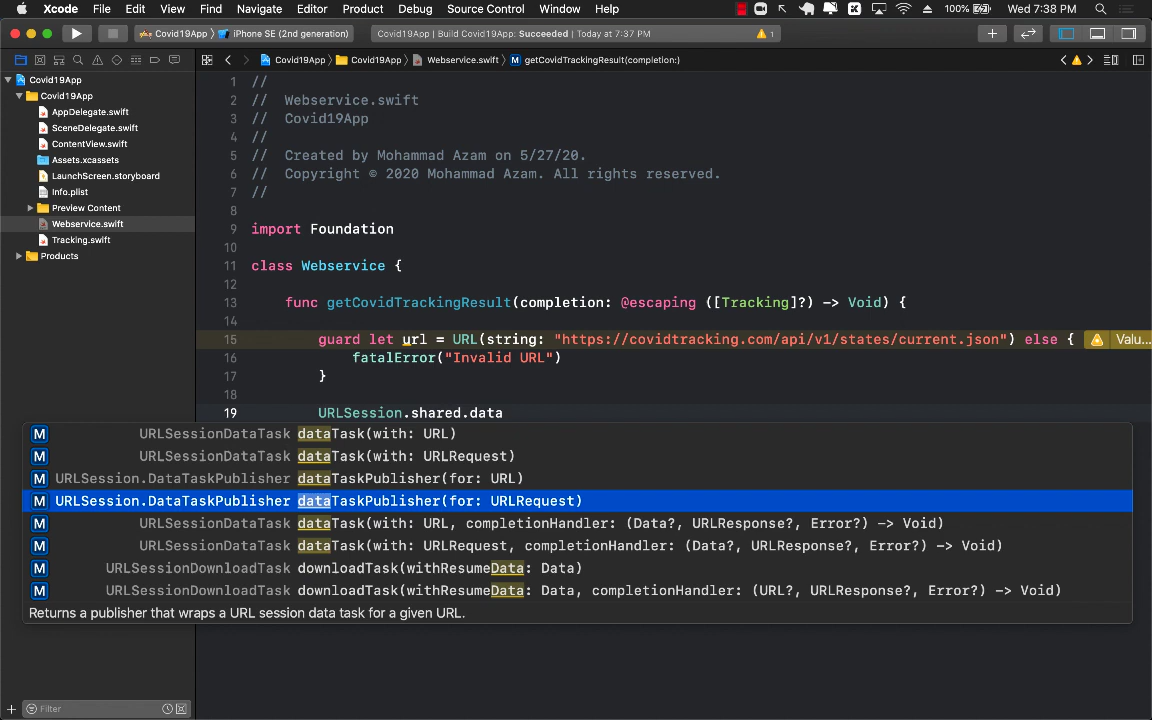 Xcode File Edit View Find Navigate Editor Product Debug Source Control Window Help 100% Wed 7:38 PM
Covid19App iPhone SE (2nd generation) Covid19App | Build Covid19App: Succeeded | Today at 7:37 PM 1
Covid19App Covid19App Webservice.swift M getCovidTrackingResult(completion:)
Covid19App
Covid19App
AppDelegate.swift
SceneDelegate.swift
ContentView.swift
Assets.xcassets
LaunchScreen.storyboard
Info.plist
Preview Content
Webservice.swift
Tracking.swift
Products
Filter
1 //
2 // Webservice.swift
3 // Covid19App
4 //
5 // Created by Mohammad Azam on 5/27/20.
6 // Copyright © 2020 Mohammad Azam. All rights reserved.
7 //
8
9 import Foundation
10
11 class Webservice {
12
13 func getCovidTrackingResult(completion: @escaping ([Tracking]?) -> Void) {
14
15 guard let url = URL(string: "https://covidtracking.com/api/v1/states/current.json") else { Valu...
16 fatalError("Invalid URL")
17 }
18
19 URLSession.shared.data
M URLSessionDataTask dataTask(with: URL)
M URLSessionDataTask dataTask(with: URLRequest)
M URLSession.DataTaskPublisher dataTaskPublisher(for: URL)
M URLSession.DataTaskPublisher dataTaskPublisher(for: URLRequest)
M URLSessionDataTask dataTask(with: URL, completionHandler: (Data?, URLResponse?, Error?) -> Void)
M URLSessionDataTask dataTask(with: URLRequest, completionHandler: (Data?, URLResponse?, Error?) -> Void)
M URLSessionDownloadTask downloadTask(withResumeData: Data)
M URLSessionDownloadTask downloadTask(withResumeData: Data, completionHandler: (URL?, URLResponse?, Error?) -> Void)
Returns a publisher that wraps a URL session data task for a given URL.